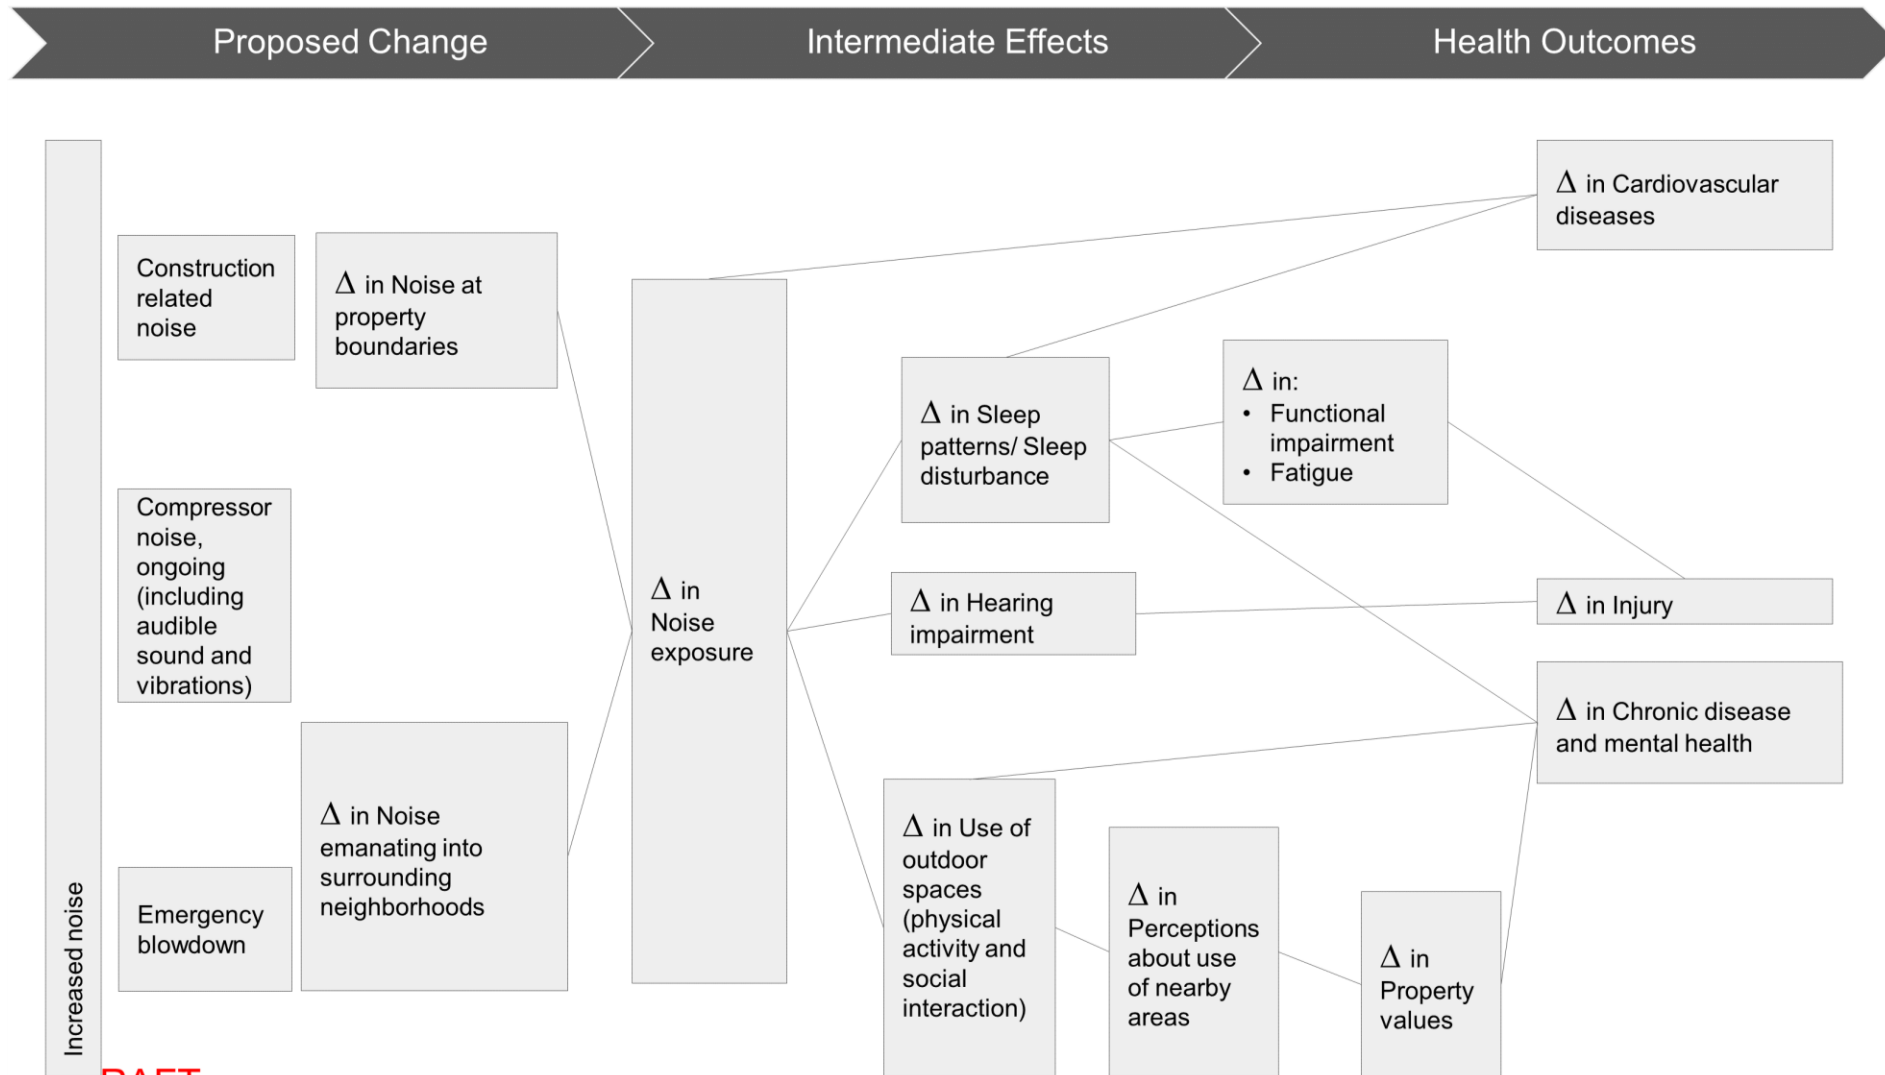 Proposed Change
Intermediate Effects
Health Outcomes
Increased noise
Construction
related
noise
Compressor
noise,
ongoing
(including
audible
sound and
vibrations)
Emergency
blowdown
Δ in Noise at
property
boundaries
Δ in Noise
emanating into
surrounding
neighborhoods
Δ in
Noise
exposure
Δ in Sleep
patterns/ Sleep
disturbance
Δ in Hearing
impairment
Δ in Use of
outdoor
spaces
(physical
activity and
social
interaction)
Δ in
Perceptions
about use
of nearby
areas
Δ in:
• Functional
impairment
• Fatigue
Δ in
Property
values
Δ in Cardiovascular
diseases
Δ in Injury
Δ in Chronic disease
and mental health